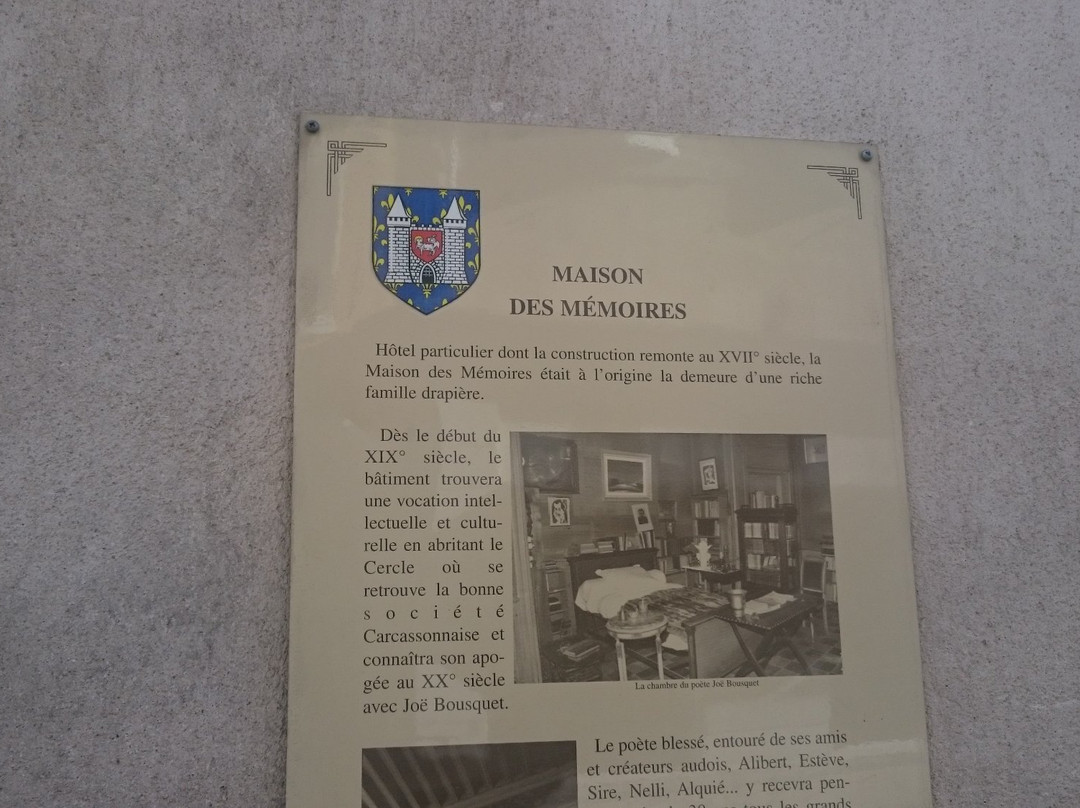 MAISON
DES MÉMOIRES
Hôtel particulier dont la construction remonte au XVII° siècle, la
Maison des Mémoires était à l'origine la demeure d'une riche
famille drapière.
Dès le début du
XIX° siècle, le
bâtiment trouvera
une vocation intel-
lectuelle et cultu-
relle en abritant le
Cercle où se
retrouve la bonne
société
Carcassonnaise et
connaîtra son apo-
gée au XX° siècle
avec Joë Bousquet.
La chambre du poète Joë Bousquet
Le poète blessé, entouré de ses amis
et créateurs audois, Alibert, Estève,
Sire, Nelli, Alquié... y recevra pen-
tous les grands